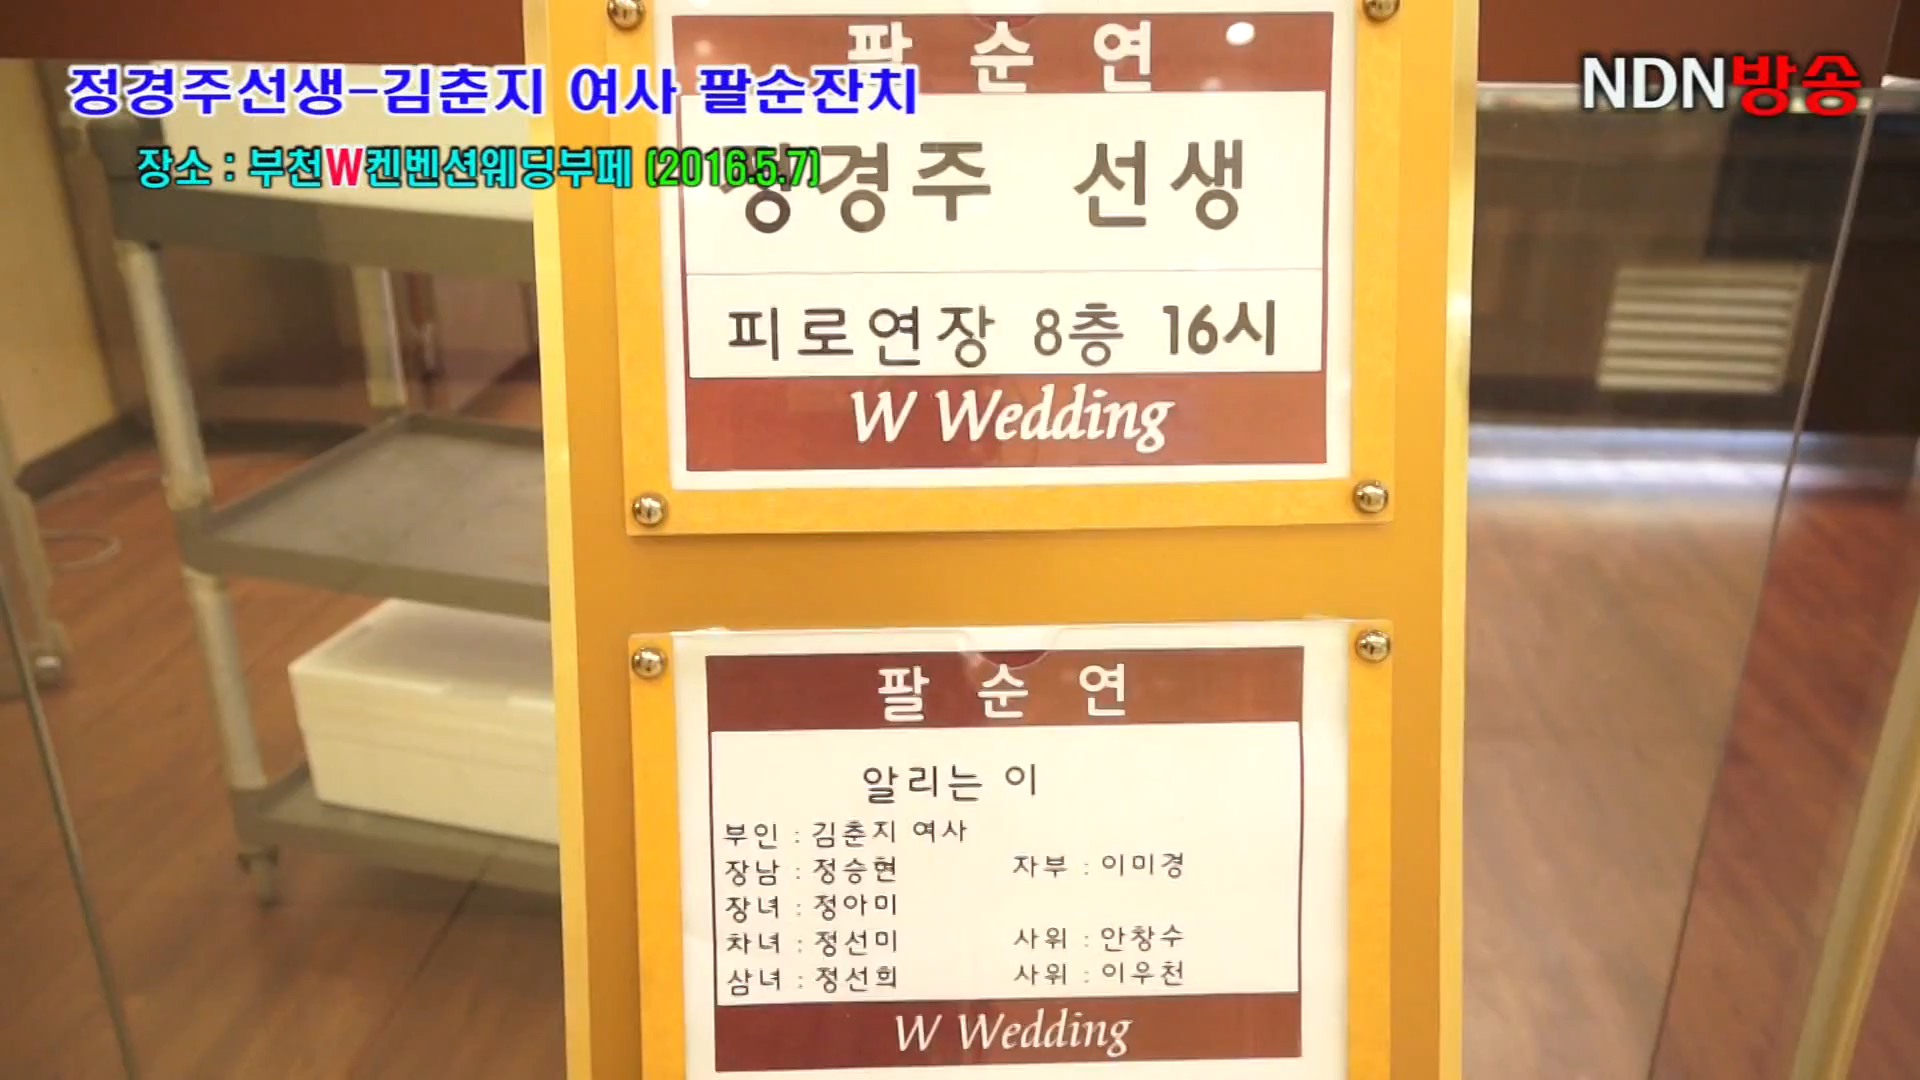 정경주선생-김춘지 여사 팔순잔치
NDN방송
장소 : 부천W켄벤션웨딩부페 (2016.5.7)
팔 순 연
정경주 선생
피로연장 8층 16시
W Wedding
팔 순 연
알리는 이
부인 : 김춘지 여사
장남 : 정승현 자부 : 이미경
장녀 : 정아미
차녀 : 정선미 사위 : 안창수
삼녀 : 정선희 사위 : 이우천
W Wedding